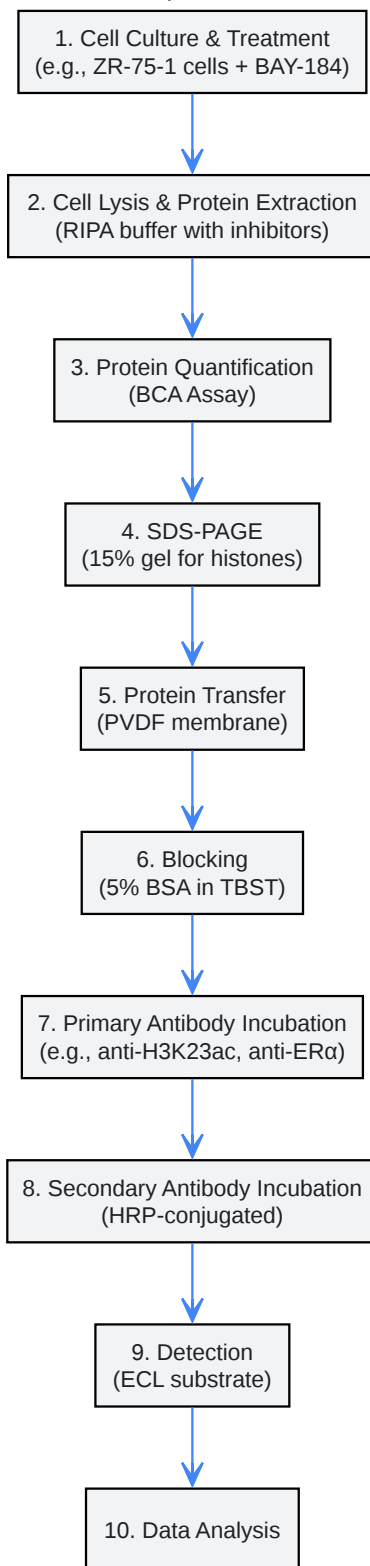 1. Cell Culture & Treatment
(e.g., ZR-75-1 cells + BAY-184)
2. Cell Lysis & Protein Extraction
(RIPA buffer with inhibitors)
3. Protein Quantification
(BCA Assay)
4. SDS-PAGE
(15% gel for histones)
5. Protein Transfer
(PVDF membrane)
6. Blocking
(5% BSA in TBST)
7. Primary Antibody Incubation
(e.g., anti-H3K23ac, anti-ERα)
8. Secondary Antibody Incubation
(HRP-conjugated)
9. Detection
(ECL substrate)
10. Data Analysis